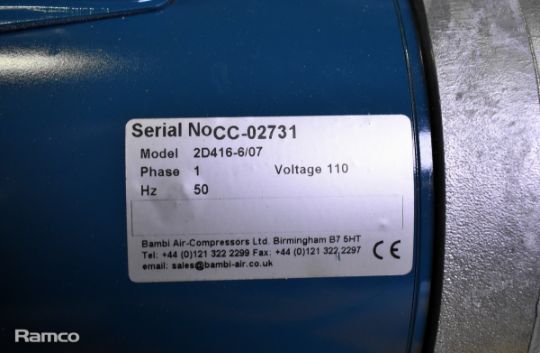 Serial No CC-02731
Model 2D416-6/07
Phase 1 Voltage 110
Hz 50
Bambi Air-Compressors Ltd. Birmingham B7 5HT
Tel: +44 (0)121 322 2299 Fax: +44 (0)121 322 2297
email: sales@bambi-air.co.uk
CE
Ramco